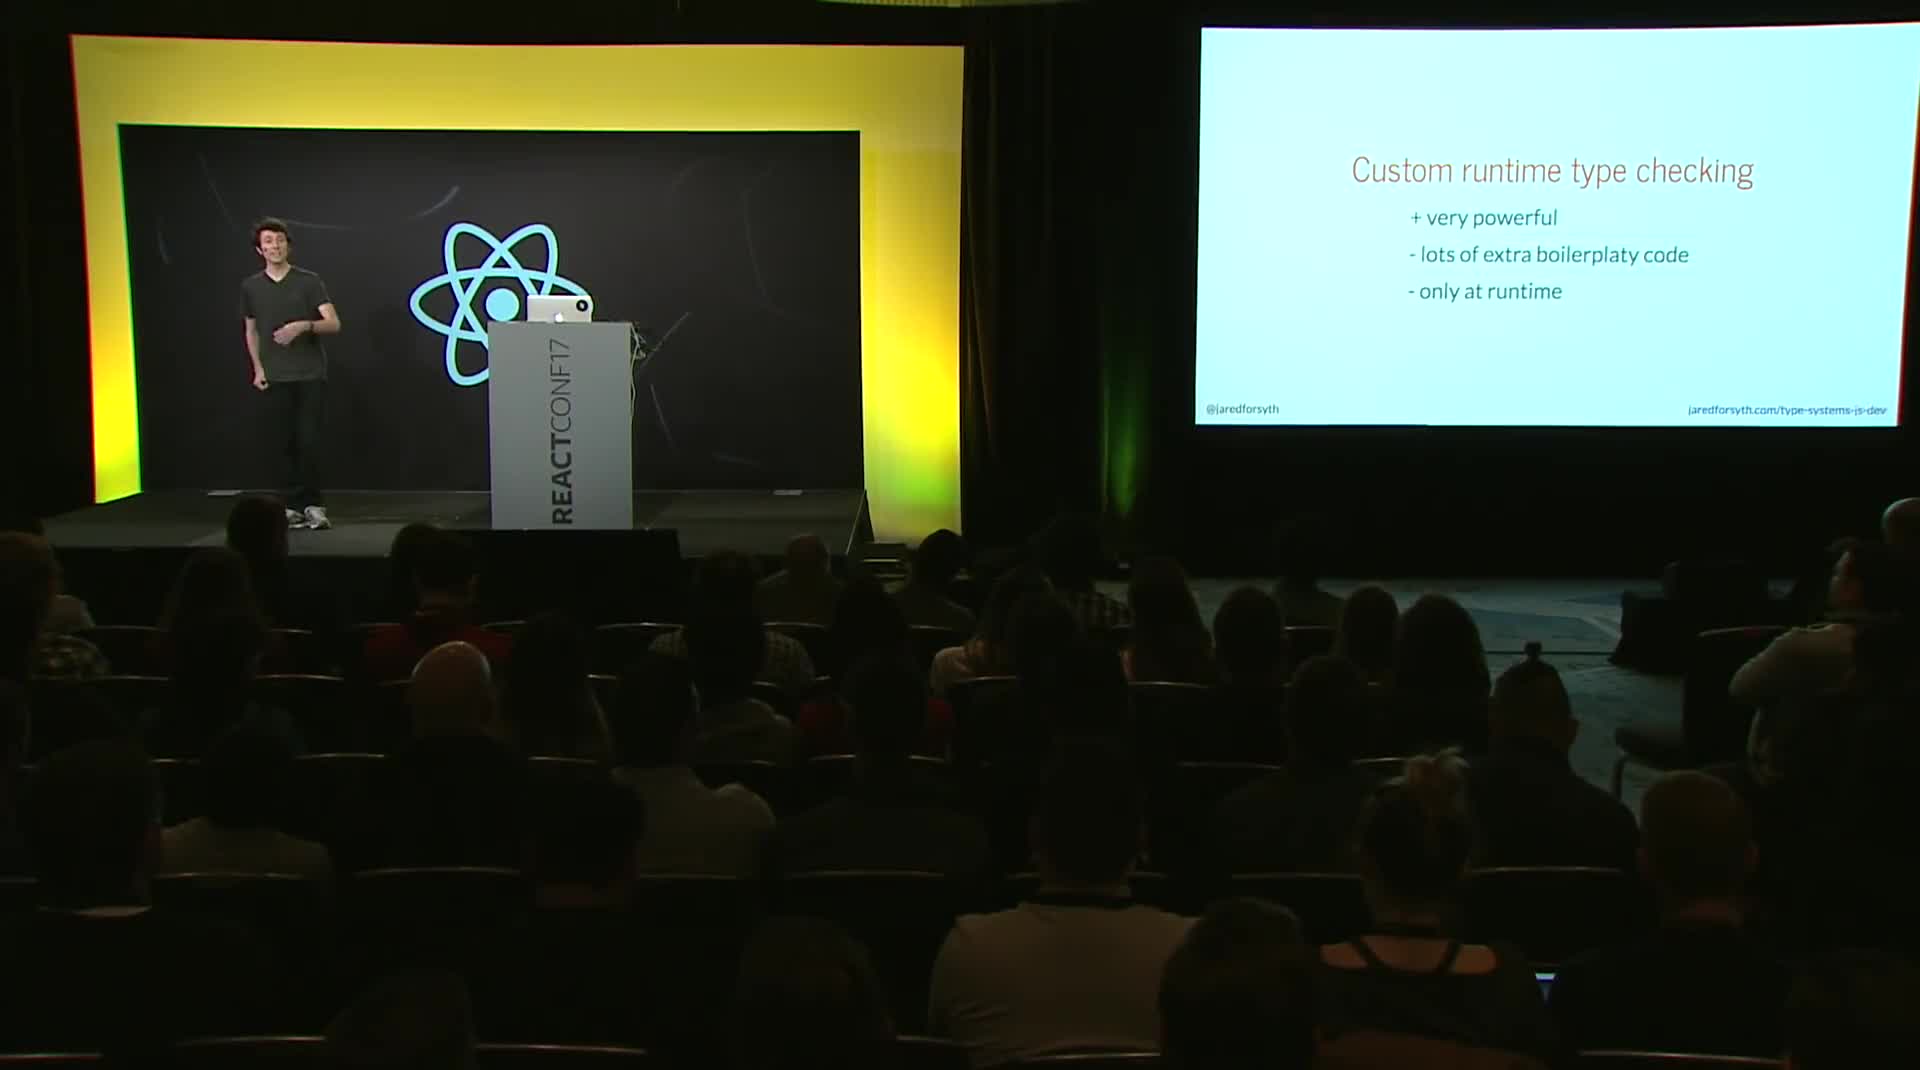 REACTCONF17
Custom runtime type checking
+ very powerful
- lots of extra boilerplaty code
- only at runtime
@jaredforsyth
jaredforsyth.com/type-systems-js-dev